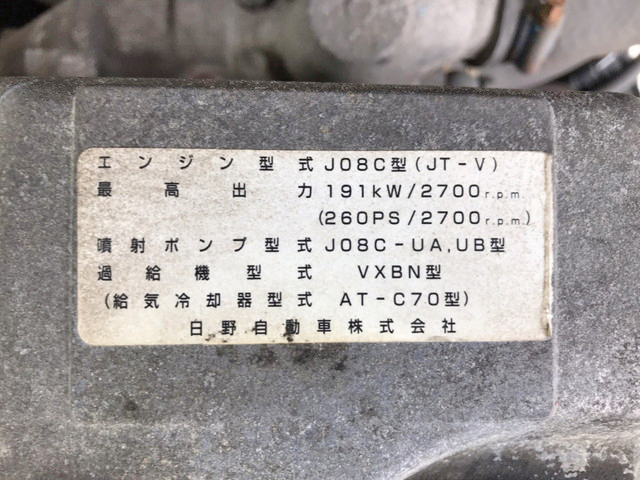 エンジン型式 J08C型(JT-V)
最高出力 191kW/2700r.p.m.
(260PS/2700r.p.m.)
噴射ポンプ型式 J08C-UA,UB型
過給機型式 VXBN型
(給気冷却器型式 AT-C70型)
日野自動車株式会社